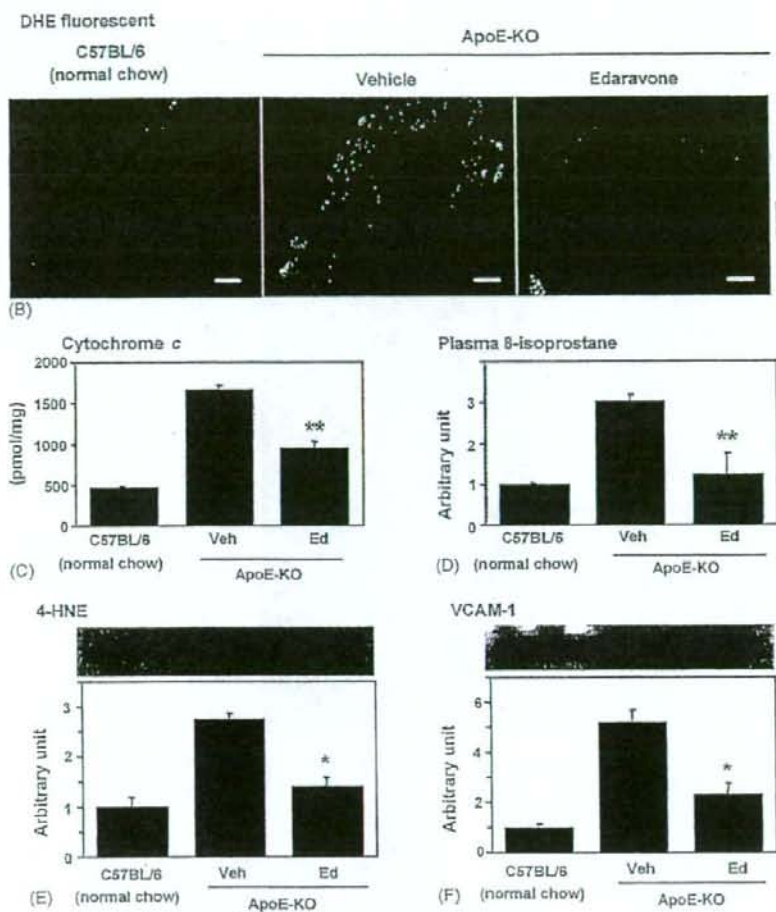 DHE fluorescent
C57BL/6
(normal chow)
ApoE-KO
Vehicle
Edaravone
(B)
Cytochrome c
(pmol/mg)
2000
1500
1000
500
0
**
C57BL/6
(normal chow)
Veh
Ed
ApoE-KO
(C)
Plasma 8-isoprostane
Arbitrary unit
3
2
1
0
**
C57BL/6
(normal chow)
Veh
Ed
ApoE-KO
(D)
4-HNE
Arbitrary unit
3
2
1
0
*
C57BL/6
(normal chow)
Veh
Ed
ApoE-KO
(E)
VCAM-1
Arbitrary unit
6
4
2
0
*
C57BL/6
(normal chow)
Veh
Ed
ApoE-KO
(F)